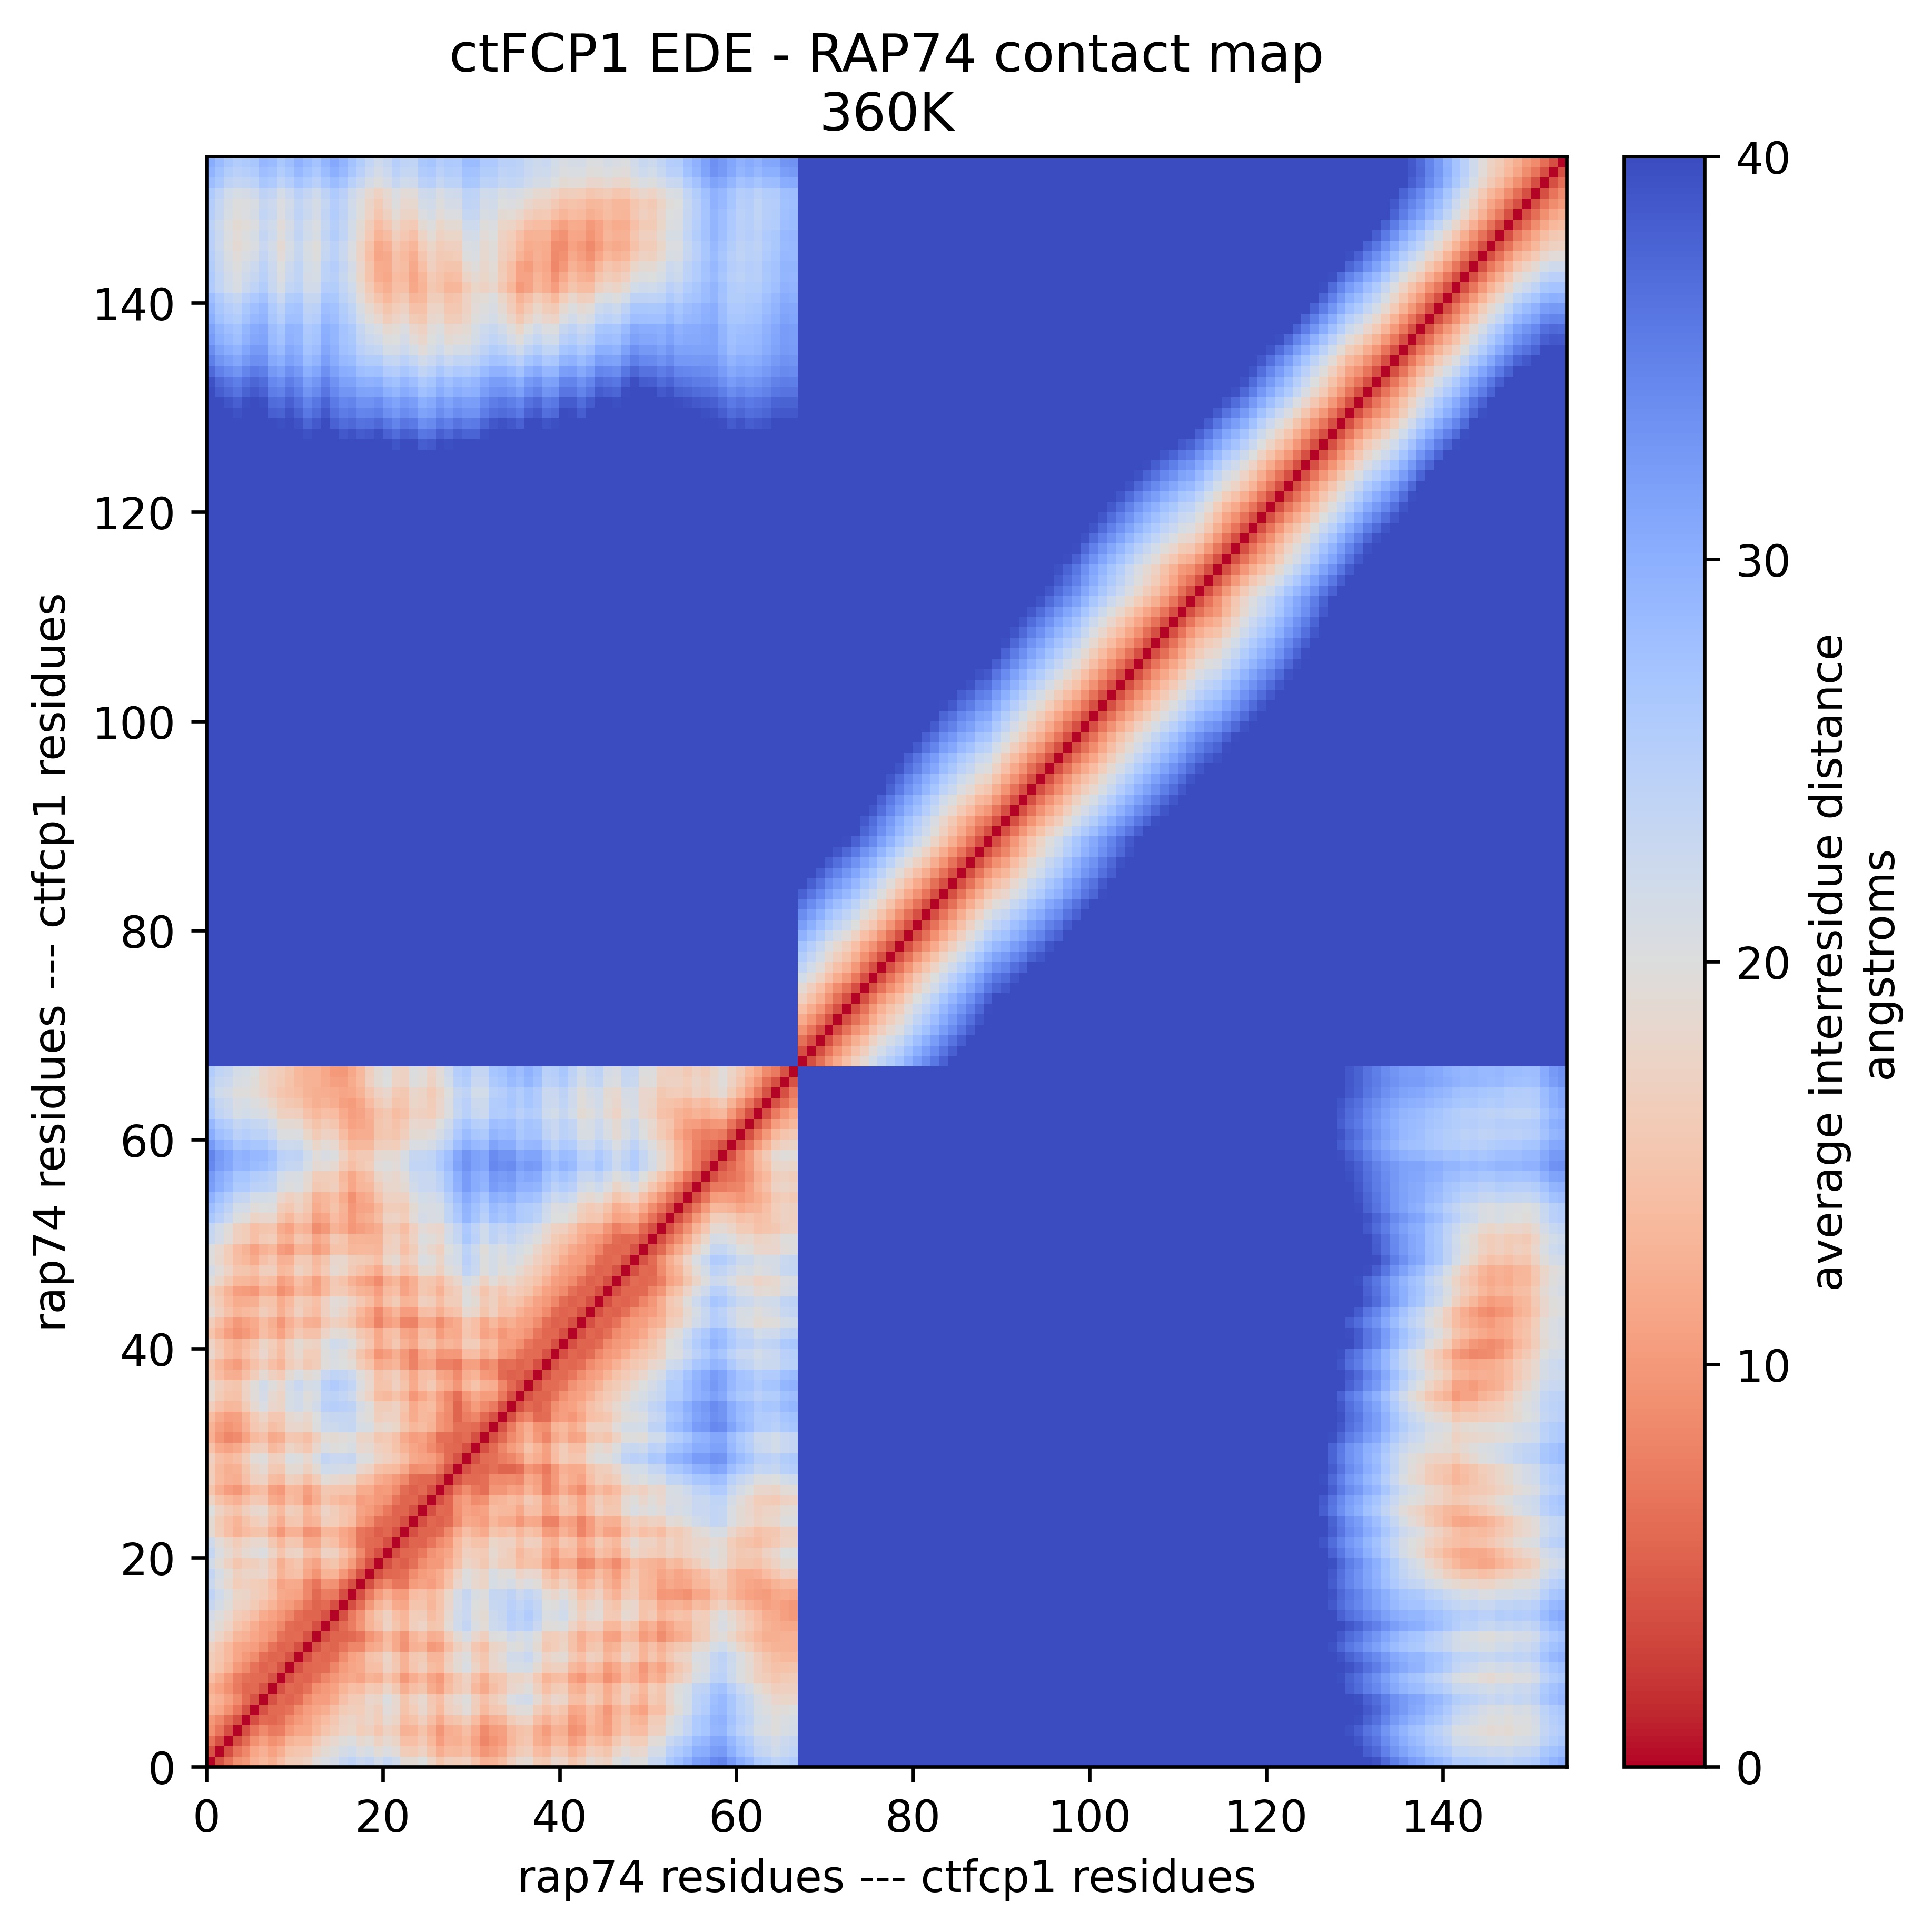 ctFCP1 EDE - RAP74 contact map
360K
rap74 residues --- ctfcp1 residues
140
120
100
80
60
40
20
0
0 20 40 60 80 100 120 140
rap74 residues --- ctfcp1 residues
40
30
20
10
0
average interresidue distance
angstroms